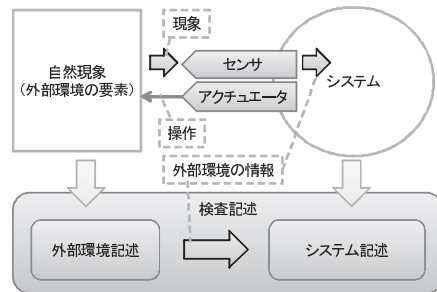 現象
センサ
自然現象
(外部環境の要素)
システム
アクチュエータ
操作
外部環境の情報
検査記述
外部環境記述
システム記述